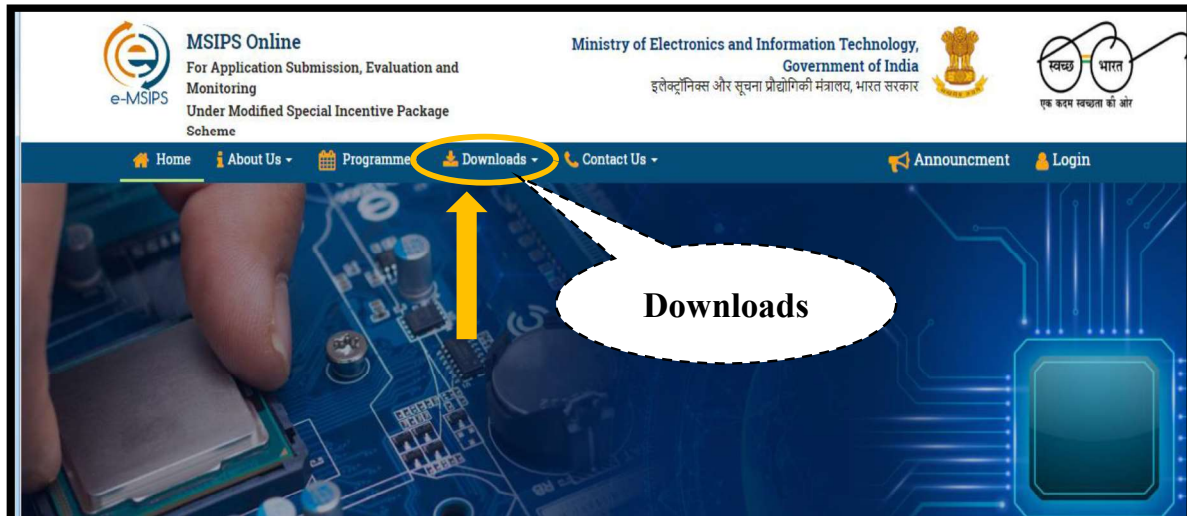 MSIPS Online
For Application Submission, Evaluation and
Monitoring
Under Modified Special Incentive Package
Scheme
e-MSIPS
Ministry of Electronics and Information Technology,
Government of India
इलेक्ट्रॉनिक्स और सूचना प्रौद्योगिकी मंत्रालय, भारत सरकार
स्वच्छ भारत
एक कदम स्वच्छता की ओर
Home About Us Programme Downloads Contact Us Announcment Login
Downloads